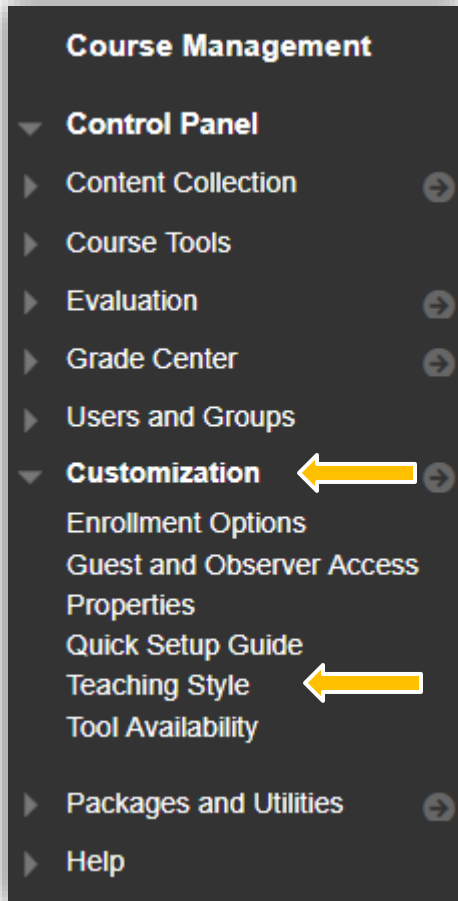 Course Management
Control Panel
Content Collection
Course Tools
Evaluation
Grade Center
Users and Groups
Customization
Enrollment Options
Guest and Observer Access
Properties
Quick Setup Guide
Teaching Style
Tool Availability
Packages and Utilities
Help